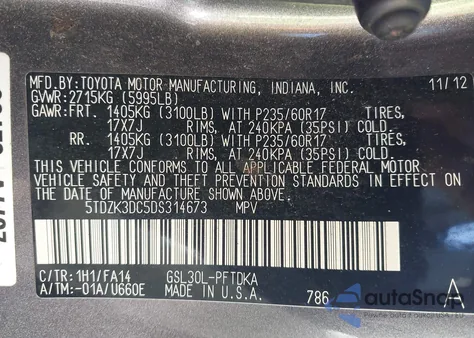 MFD.BY: TOYOTA MOTOR MANUFACTURING, INDIANA, INC. 11/12
GVWR: 2715KG (5995LB)
GAWR: FRT. 1405KG (3100LB) WITH P235/60R17 TIRES,
17X7J RIMS, AT 240KPA (35PSI) COLD.
RR. 1405KG (3100LB) WITH P235/60R17 TIRES,
17X7J RIMS, AT 240KPA (35PSI) COLD.
THIS VEHICLE CONFORMS TO ALL APPLICABLE FEDERAL MOTOR
VEHICLE SAFETY AND BUMPER STANDARDS IN EFFECT ON
THE DATE OF MANUFACTURE SHOWN ABOVE.
5TDZK3DC5DS314673 MPV
C/TR: 1H1/FA14 GSL30L-PFTDKA
A/TM: -01A/U660E MADE IN U.S.A. 786 A
autoSnap